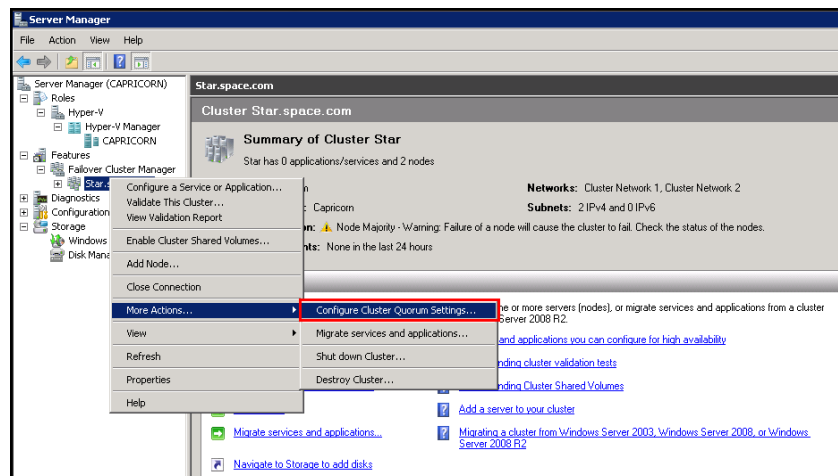 Server Manager
File Action View Help
Server Manager (CAPRICORN)
Roles
Hyper-V
Hyper-V Manager
CAPRICORN
Features
Failover Cluster Manager
Star.s
Diagnostics
Configuration
Storage
Windows
Disk Mana
Star.space.com
Cluster Star.space.com
Summary of Cluster Star
Star has 0 applications/services and 2 nodes
Networks: Cluster Network 1, Cluster Network 2
: Capricorn
Subnets: 2 IPv4 and 0 IPv6
on: Node Majority - Warning: Failure of a node will cause the cluster to fail. Check the status of the nodes.
nts: None in the last 24 hours
Configure a Service or Application...
Validate This Cluster...
View Validation Report
Enable Cluster Shared Volumes...
Add Node...
Close Connection
More Actions...
View
Refresh
Properties
Help
Configure Cluster Quorum Settings...
Migrate services and applications...
Shut down Cluster...
Destroy Cluster...
ne or more servers (nodes), or migrate services and applications from a cluster
Server 2008 R2.
and applications you can configure for high availability
nding cluster validation tests
nding Cluster Shared Volumes
Add a server to your cluster
Migrate services and applications...
Migrating a cluster from Windows Server 2003, Windows Server 2008, or Windows
Server 2008 R2
Navigate to Storage to add disks